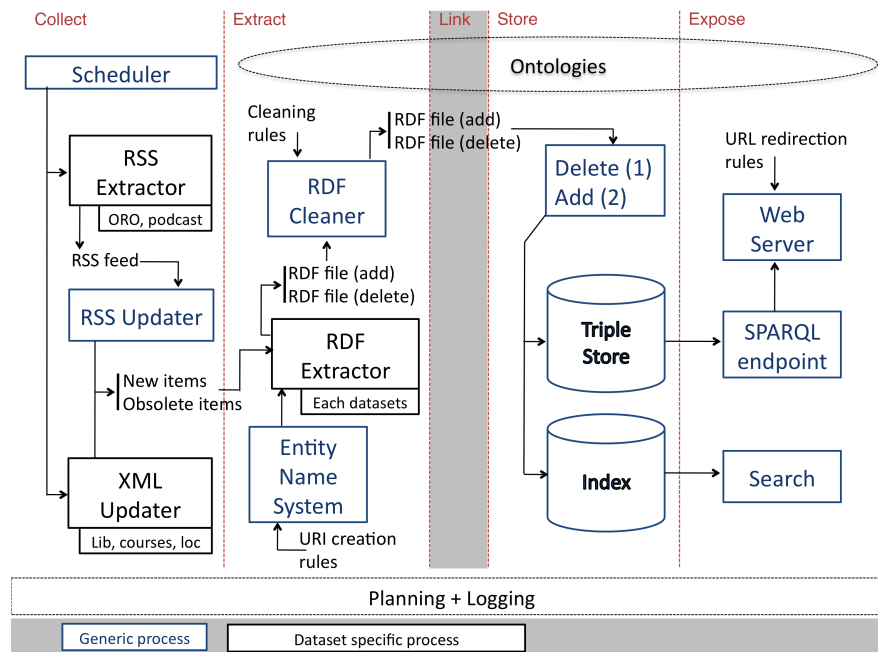 Collect
Extract
Link
Store
Expose
Scheduler
Ontologies
Cleaning
rules
RDF file (add)
RDF file (delete)
URL redirection
rules
RSS
Extractor
ORO, podcast
RDF
Cleaner
Delete (1)
Add (2)
Web
Server
RSS feed
RDF file (add)
RDF file (delete)
RSS Updater
RDF
Extractor
Each datasets
Triple
Store
SPARQL
endpoint
New items
Obsolete items
Entity
Name
System
XML
Updater
Lib, courses, loc
Index
Search
URI creation
rules
Planning + Logging
Generic process
Dataset specific process